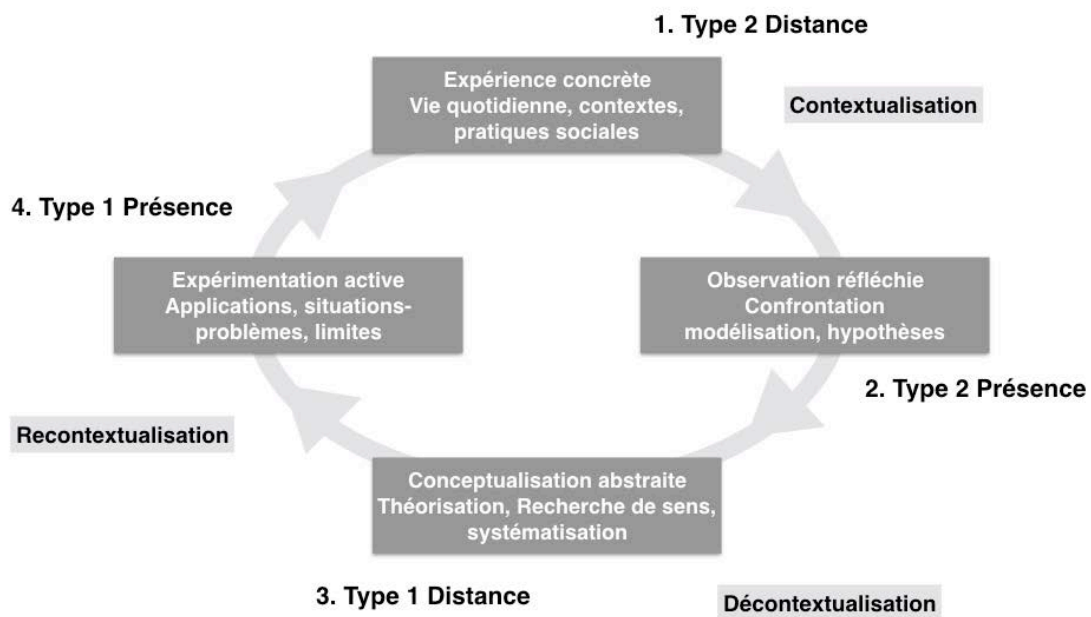 1. Type 2 Distance
Expérience concrète
Vie quotidienne, contextes,
pratiques sociales
Contextualisation
4. Type 1 Présence
Expérimentation active
Applications, situations-
problèmes, limites
Observation réfléchie
Confrontation
modélisation, hypothèses
2. Type 2 Présence
Recontextualisation
Conceptualisation abstraite
Théorisation, Recherche de sens,
systématisation
3. Type 1 Distance
Décontextualisation